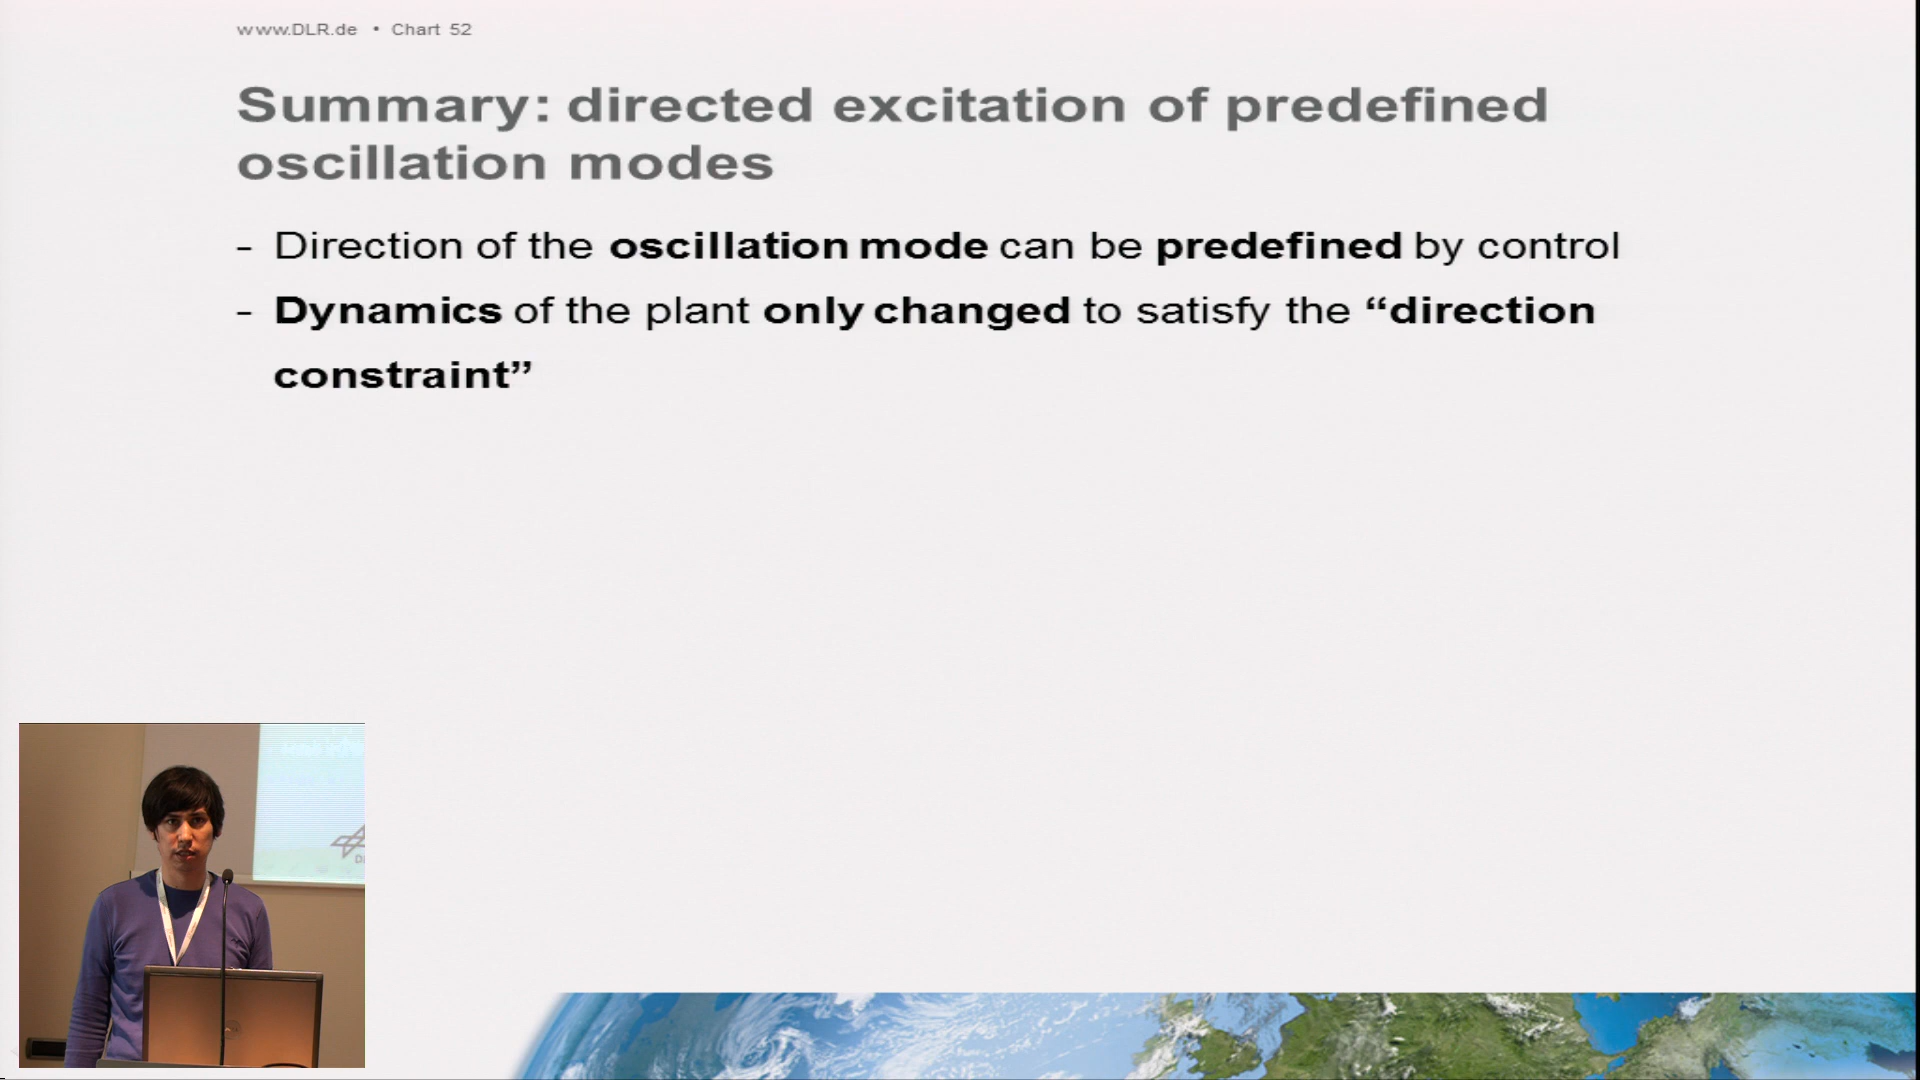 www.DLR.de • Chart 52
Summary: directed excitation of predefined
oscillation modes
- Direction of the oscillation mode can be predefined by control
- Dynamics of the plant only changed to satisfy the “direction
constraint”